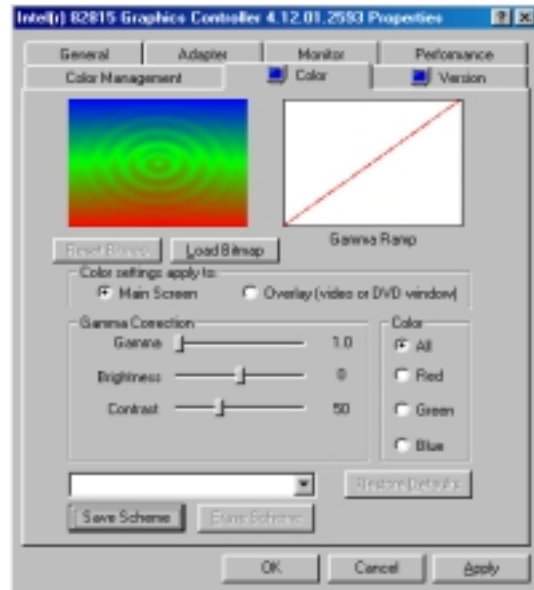 Intel(r) 82815 Graphics Controller 4.12.01.2593 Properties
General Adapter Monitor Performance
Color Management Color Version
Reset Bitmap Load Bitmap
Gamma Ramp
Color settings apply to:
Main Screen Overlay (video or DVD window)
Gamma Correction Color
Gamma 1.0 All
Brightness 0 Red
Contrast 50 Green
Blue
Restore Defaults
Save Scheme Erase Scheme
OK Cancel Apply